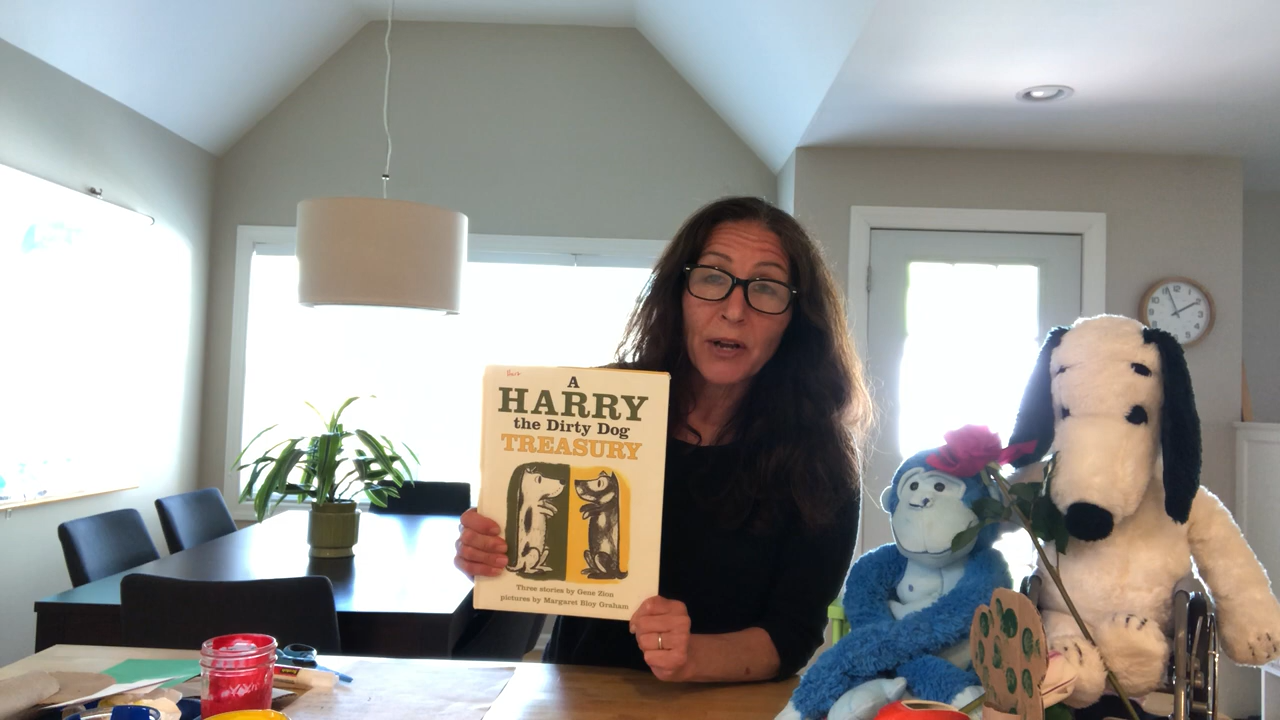 A
HARRY
the Dirty Dog
TREASURY
Three stories by Gene Zion
pictures by Margaret Bloy Graham